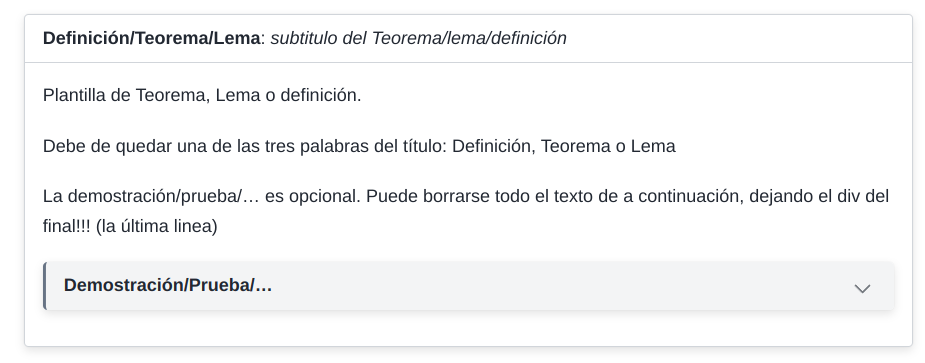 Definición/Teorema/Lema: subtitulo del Teorema/lema/definición
Plantilla de Teorema, Lema o definición.
Debe de quedar una de las tres palabras del título: Definición, Teorema o Lema
La demostración/prueba/… es opcional. Puede borrarse todo el texto de a continuación, dejando el div del
final!!! (la última linea)
Demostración/Prueba/…